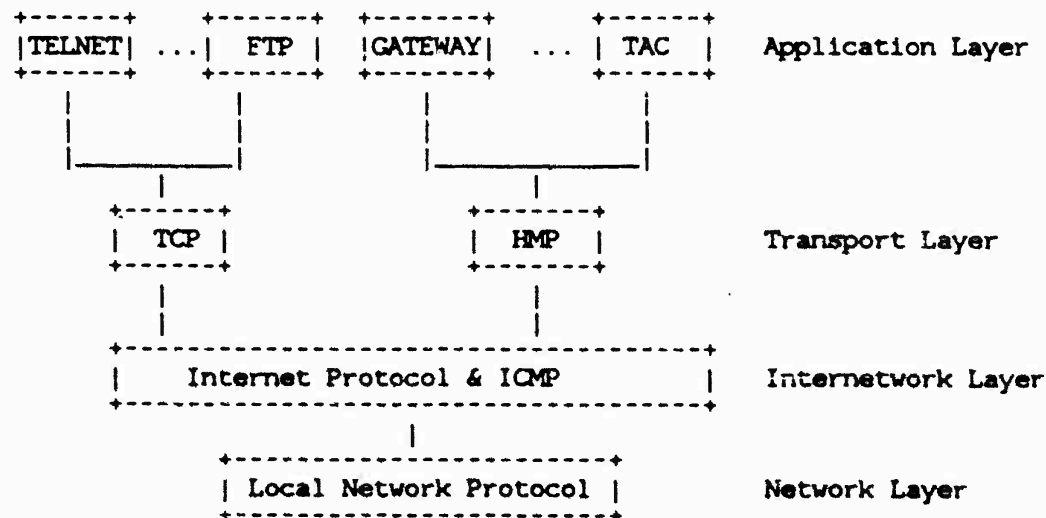 TELNET ... FTP GATEWAY ... TAC Application Layer
TCP HMP Transport Layer
Internet Protocol & ICMP Internetwork Layer
Local Network Protocol Network Layer